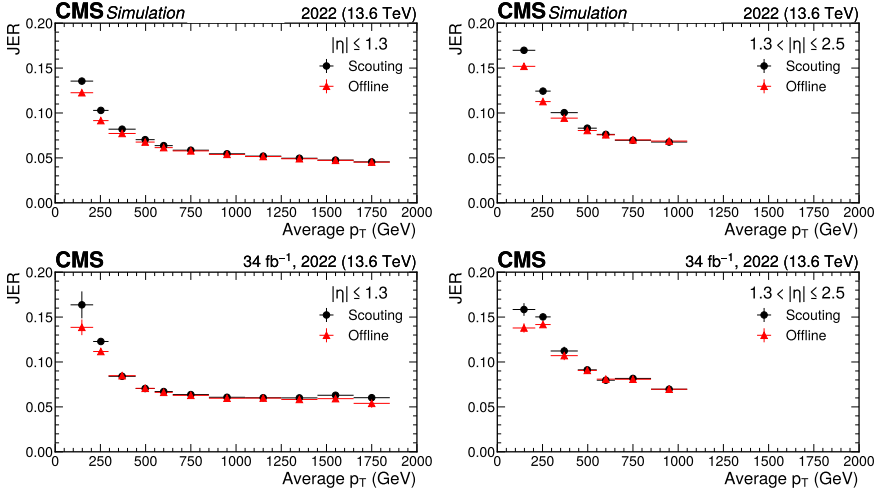 CMS Simulation 2022 (13.6 TeV)
JER
0.20
0.15
0.10
0.05
0.00
|η| ≤ 1.3
Scouting
Offline
0 250 500 750 1000 1250 1500 1750 2000
Average p_T (GeV)
CMS Simulation 2022 (13.6 TeV)
JER
0.20
0.15
0.10
0.05
0.00
1.3 < |η| ≤ 2.5
Scouting
Offline
0 250 500 750 1000 1250 1500 1750 2000
Average p_T (GeV)
CMS 34 fb⁻¹, 2022 (13.6 TeV)
JER
0.20
0.15
0.10
0.05
0.00
|η| ≤ 1.3
Scouting
Offline
0 250 500 750 1000 1250 1500 1750 2000
Average p_T (GeV)
CMS 34 fb⁻¹, 2022 (13.6 TeV)
JER
0.20
0.15
0.10
0.05
0.00
1.3 < |η| ≤ 2.5
Scouting
Offline
0 250 500 750 1000 1250 1500 1750 2000
Average p_T (GeV)